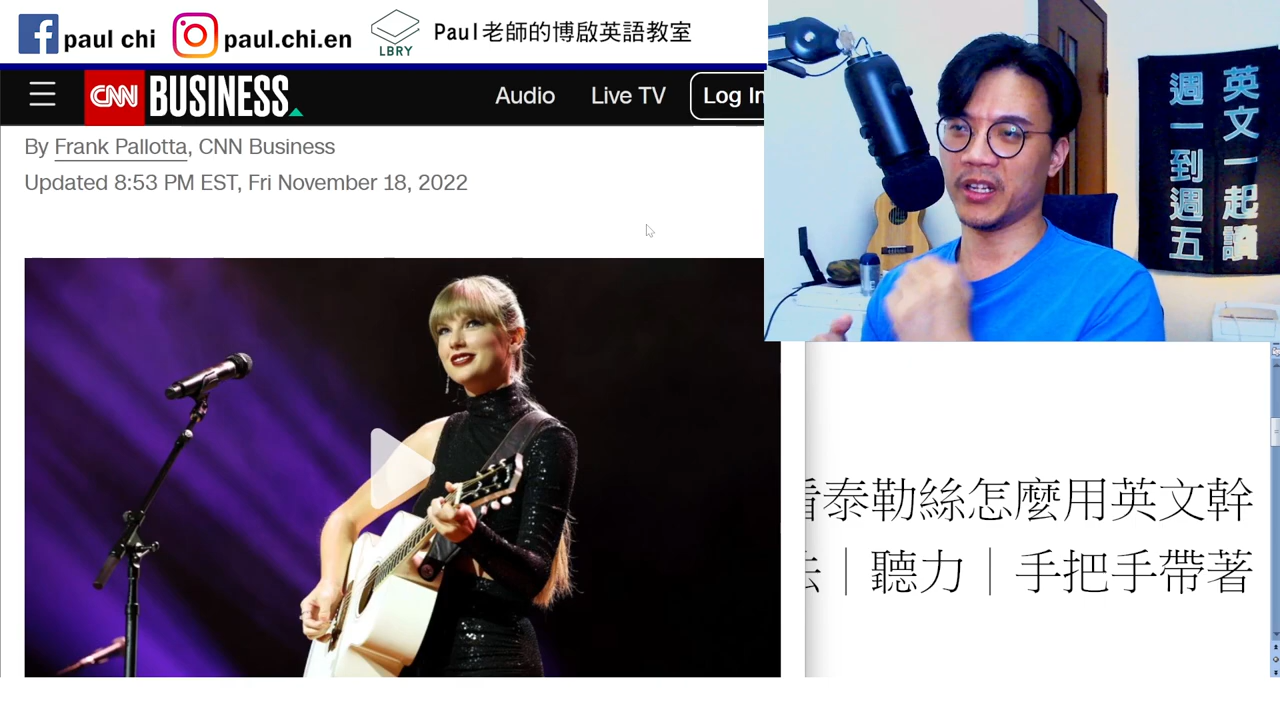 paul chi
paul.chi.en
LBRY
Paul老師的博啟英語教室
CNN BUSINESS
Audio
Live TV
Log In
By Frank Pallotta, CNN Business
Updated 8:53 PM EST, Fri November 18, 2022
英文一起讀
週一到週五
看泰勒絲怎麼用英文幹
法｜聽力｜手把手帶著